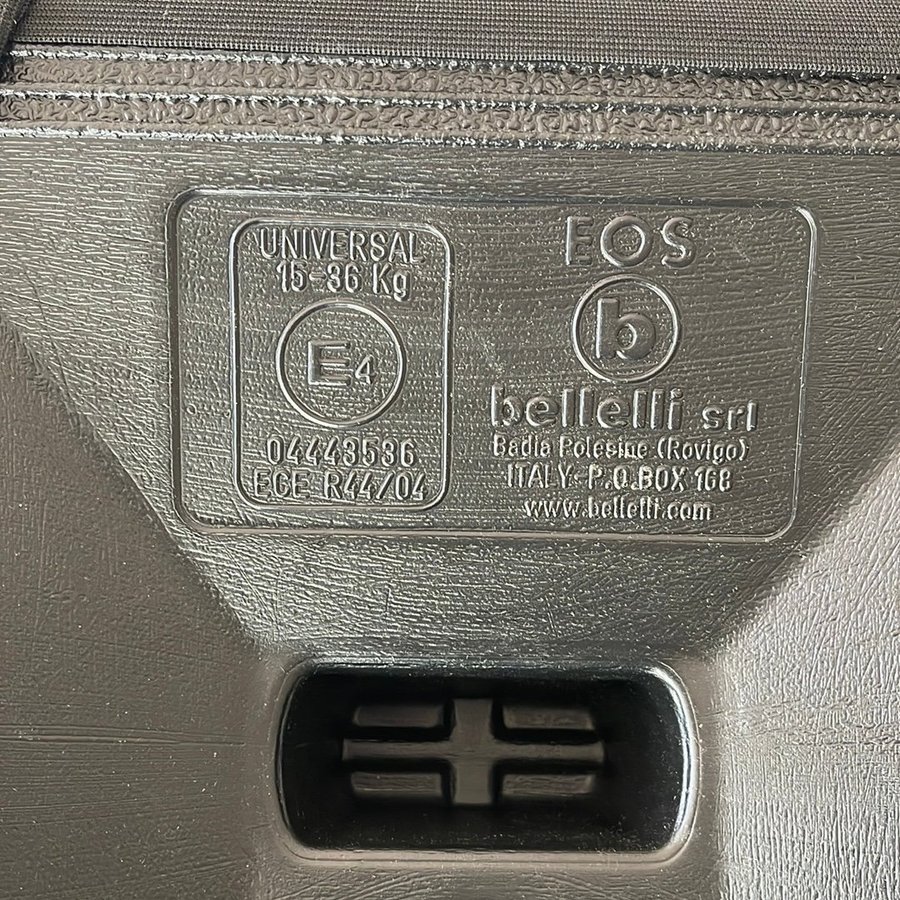 UNIVERSAL
15-36 Kg
E4
04443536
ECE R44/04
EOS
b
bellelli srl
Badia Polesine (Rovigo)
ITALY- P.O.BOX 168
www.bellelli.com